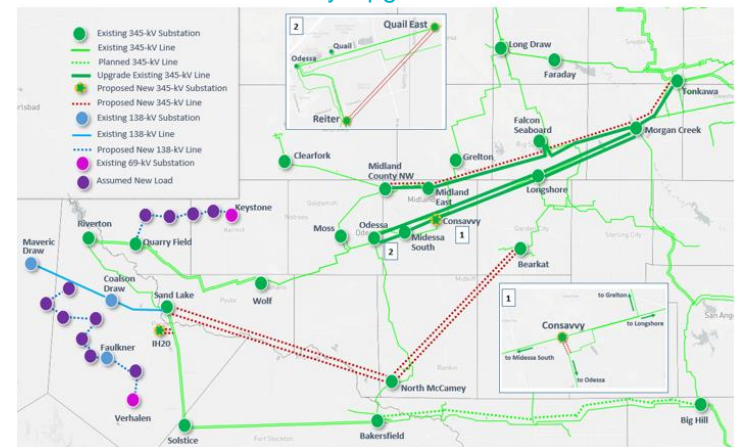 Existing 345-kV Substation
Existing 345-kV Line
Planned 345-kV Line
Upgrade Existing 345-kV Line
Proposed New 345-kV Substation
Proposed New 345-kV Line
Existing 138-kV Substation
Existing 138-kV Line
Proposed New 138-kV Line
Existing 69-kV Substation
Assumed New Load
2
Quail East
Quail
Odessa
Reiter
Long Draw
Faraday
Tonkawa
Falcon
Seaboard
Morgan Creek
Clearfork
Grelton
Midland
County NW
Midland
East
Longshore
Keystone
Riverton
Quarry Field
Moss
Odessa
Consavvy
1
2
Midessa
South
Bearkat
Maveric
Draw
Coalson
Draw
Sand Lake
Wolf
IH20
Faulkner
Verhalen
North McCamey
1
to Grelton
Consavvy
to Longshore
to Midessa South
to Odessa
Solstice
Fort Stockton
Bakersfield
Big Hill